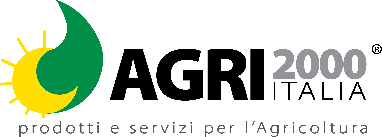 AGRI 2000 ®
ITALIA
prodotti e servizi per l'Agricoltura